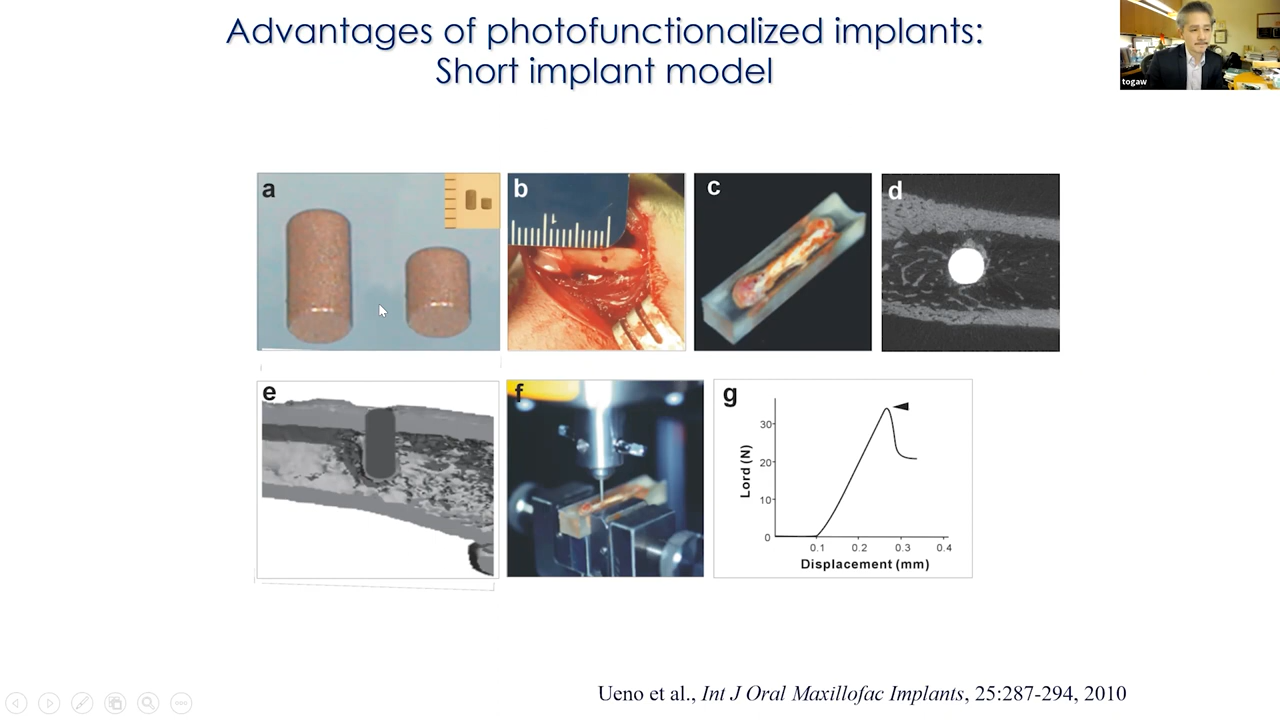 Advantages of photofunctionalized implants:
Short implant model
togaw
a
b
c
d
e
f
g
Lord (N)
30
20
10
0
0.1 0.2 0.3 0.4
Displacement (mm)
Ueno et al., Int J Oral Maxillofac Implants, 25:287-294, 2010